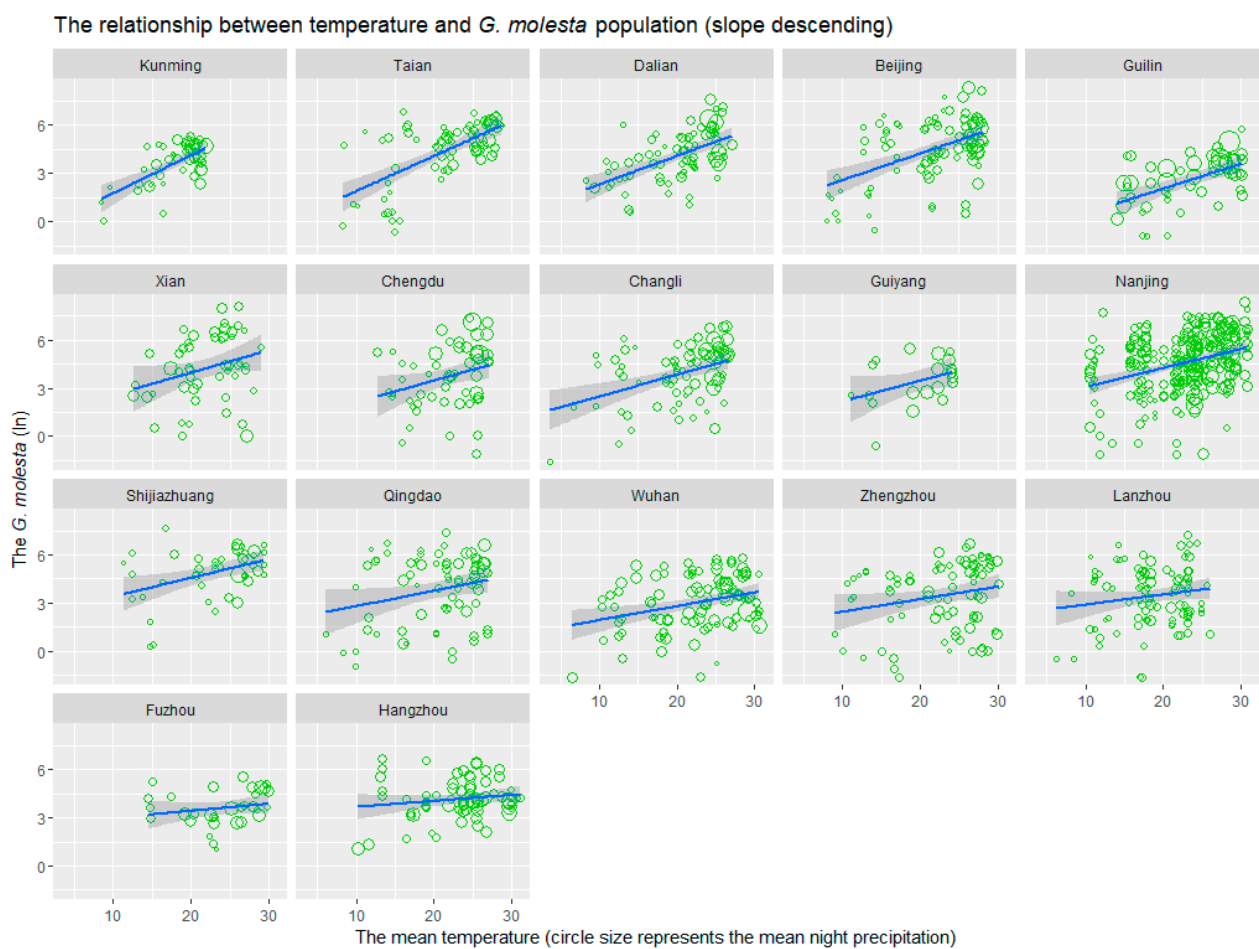 The relationship between temperature and G. molesta population (slope descending)
Kunming Taian Dalian Beijing Guilin
6
3
0
Xian Chengdu Changli Guiyang Nanjing
6
3
0
Shijiazhuang Qingdao Wuhan Zhengzhou Lanzhou
6
3
0
10 20 30 10 20 30 10 20 30
Fuzhou Hangzhou
6
3
0
10 20 30 10 20 30
The G. molesta (ln)
The mean temperature (circle size represents the mean night precipitation)